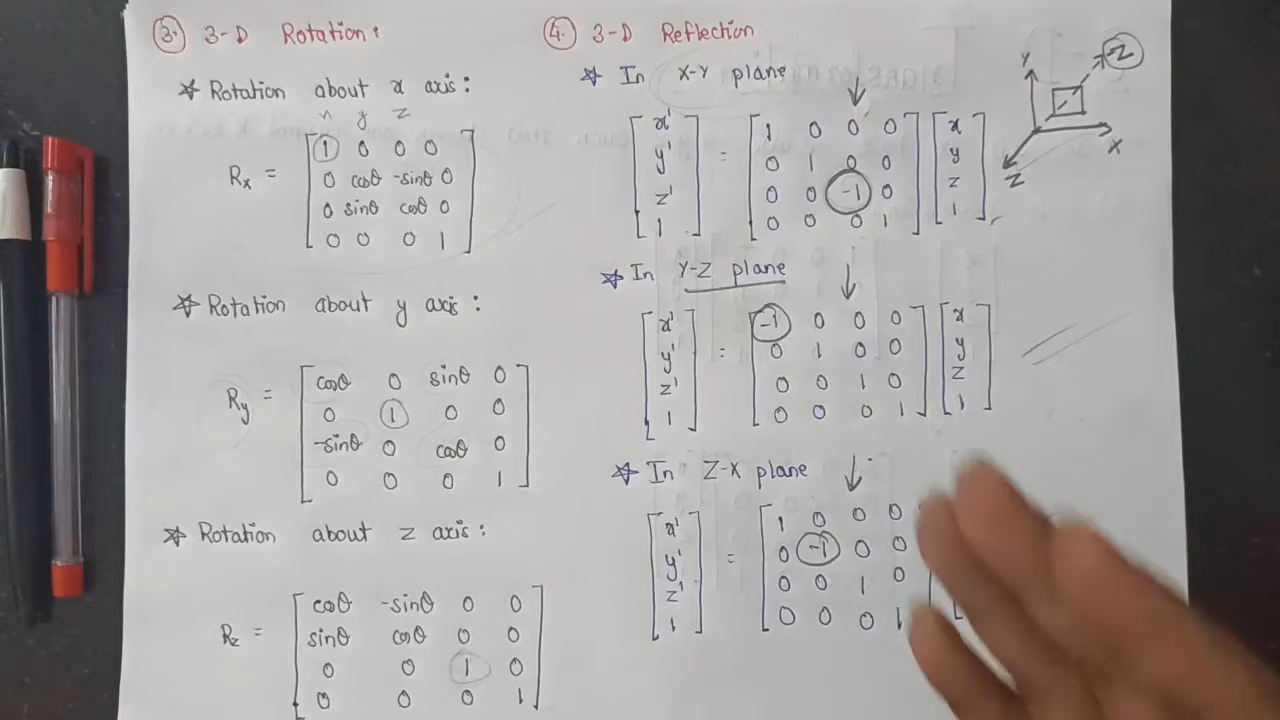 3. 3-D Rotation:
☆ Rotation about x axis:
x y z
Rx = [ 1 0 0 0
0 cosθ -sinθ 0
0 sinθ cosθ 0
0 0 0 1 ]
☆ Rotation about y axis:
Ry = [ cosθ 0 sinθ 0
0 1 0 0
-sinθ 0 cosθ 0
0 0 0 1 ]
☆ Rotation about z axis:
Rz = [ cosθ -sinθ 0 0
sinθ cosθ 0 0
0 0 1 0
0 0 0 1 ]
4. 3-D Reflection
☆ In X-Y plane
x' 1 0 0 0 x
y' = 0 1 0 0 y
z' 0 0 -1 0 z
1 0 0 0 1 1
Y
-Z
X
Z
☆ In Y-Z plane
x' -1 0 0 0 x
y' = 0 1 0 0 y
z' 0 0 1 0 z
1 0 0 0 1 1
☆ In Z-X plane
x' 1 0 0 0
y' = 0 -1 0 0
z' 0 0 1 0
1 0 0 0 1